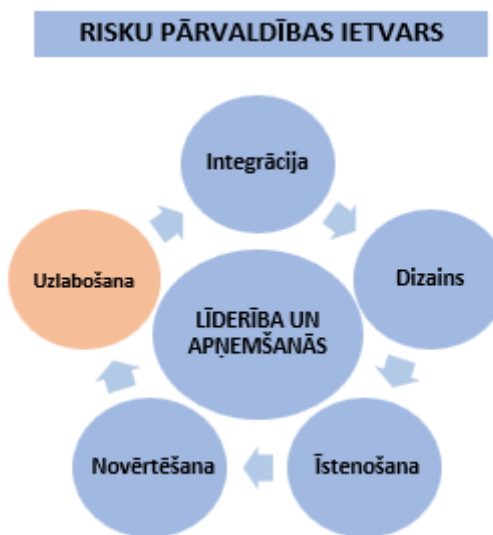 RISKU PĀRVALDĪBAS IETVARS
Integrācija
Uzlabošana
Dizains
LĪDERĪBA UN
APŅEMŠANĀS
Novērtēšana
Īstenošana